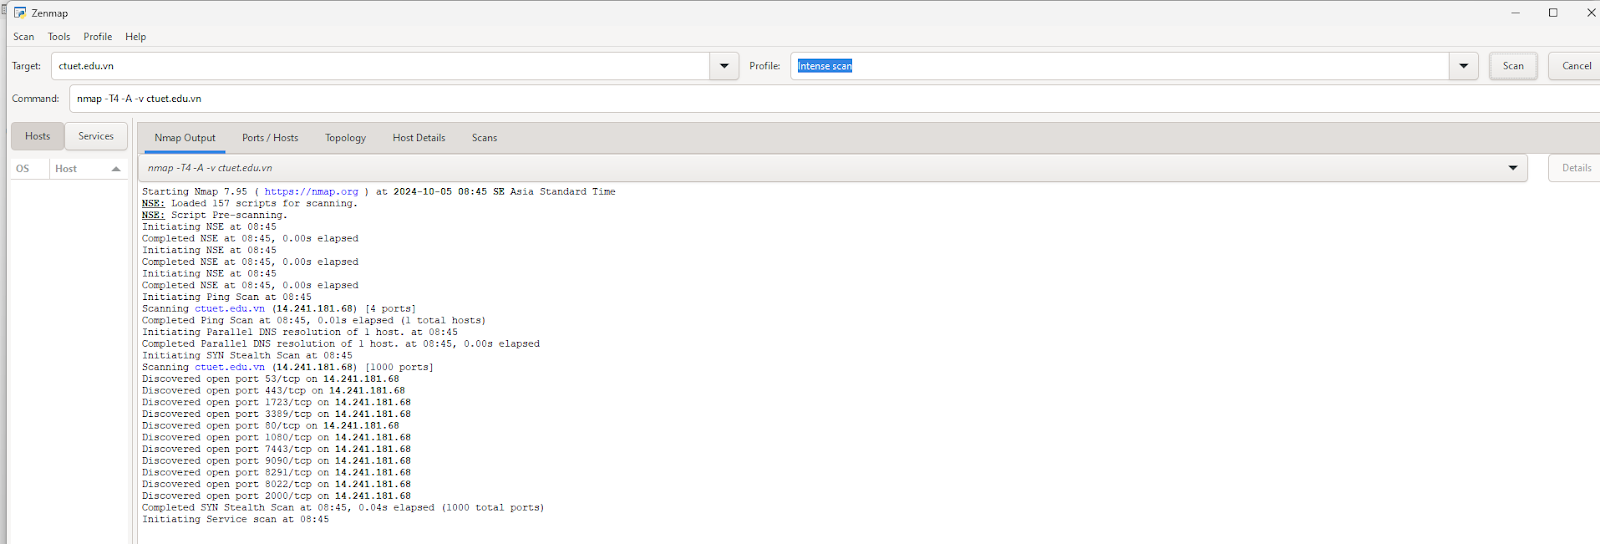 Zenmap
Scan Tools Profile Help
Target: ctuet.edu.vn Profile: Intense scan Scan Cancel
Command: nmap -T4 -A -v ctuet.edu.vn
Hosts Services Nmap Output Ports / Hosts Topology Host Details Scans
OS Host nmap -T4 -A -v ctuet.edu.vn Details
Starting Nmap 7.95 ( https://nmap.org ) at 2024-10-05 08:45 SE Asia Standard Time
NSE: Loaded 157 scripts for scanning.
NSE: Script Pre-scanning.
Initiating NSE at 08:45
Completed NSE at 08:45, 0.00s elapsed
Initiating NSE at 08:45
Completed NSE at 08:45, 0.00s elapsed
Initiating NSE at 08:45
Completed NSE at 08:45, 0.00s elapsed
Initiating Ping Scan at 08:45
Scanning ctuet.edu.vn (14.241.181.68) [4 ports]
Completed Ping Scan at 08:45, 0.01s elapsed (1 total hosts)
Initiating Parallel DNS resolution of 1 host. at 08:45
Completed Parallel DNS resolution of 1 host. at 08:45, 0.00s elapsed
Initiating SYN Stealth Scan at 08:45
Scanning ctuet.edu.vn (14.241.181.68) [1000 ports]
Discovered open port 53/tcp on 14.241.181.68
Discovered open port 443/tcp on 14.241.181.68
Discovered open port 1723/tcp on 14.241.181.68
Discovered open port 3389/tcp on 14.241.181.68
Discovered open port 80/tcp on 14.241.181.68
Discovered open port 1080/tcp on 14.241.181.68
Discovered open port 7443/tcp on 14.241.181.68
Discovered open port 9090/tcp on 14.241.181.68
Discovered open port 8291/tcp on 14.241.181.68
Discovered open port 8022/tcp on 14.241.181.68
Discovered open port 2000/tcp on 14.241.181.68
Completed SYN Stealth Scan at 08:45, 0.04s elapsed (1000 total ports)
Initiating Service scan at 08:45